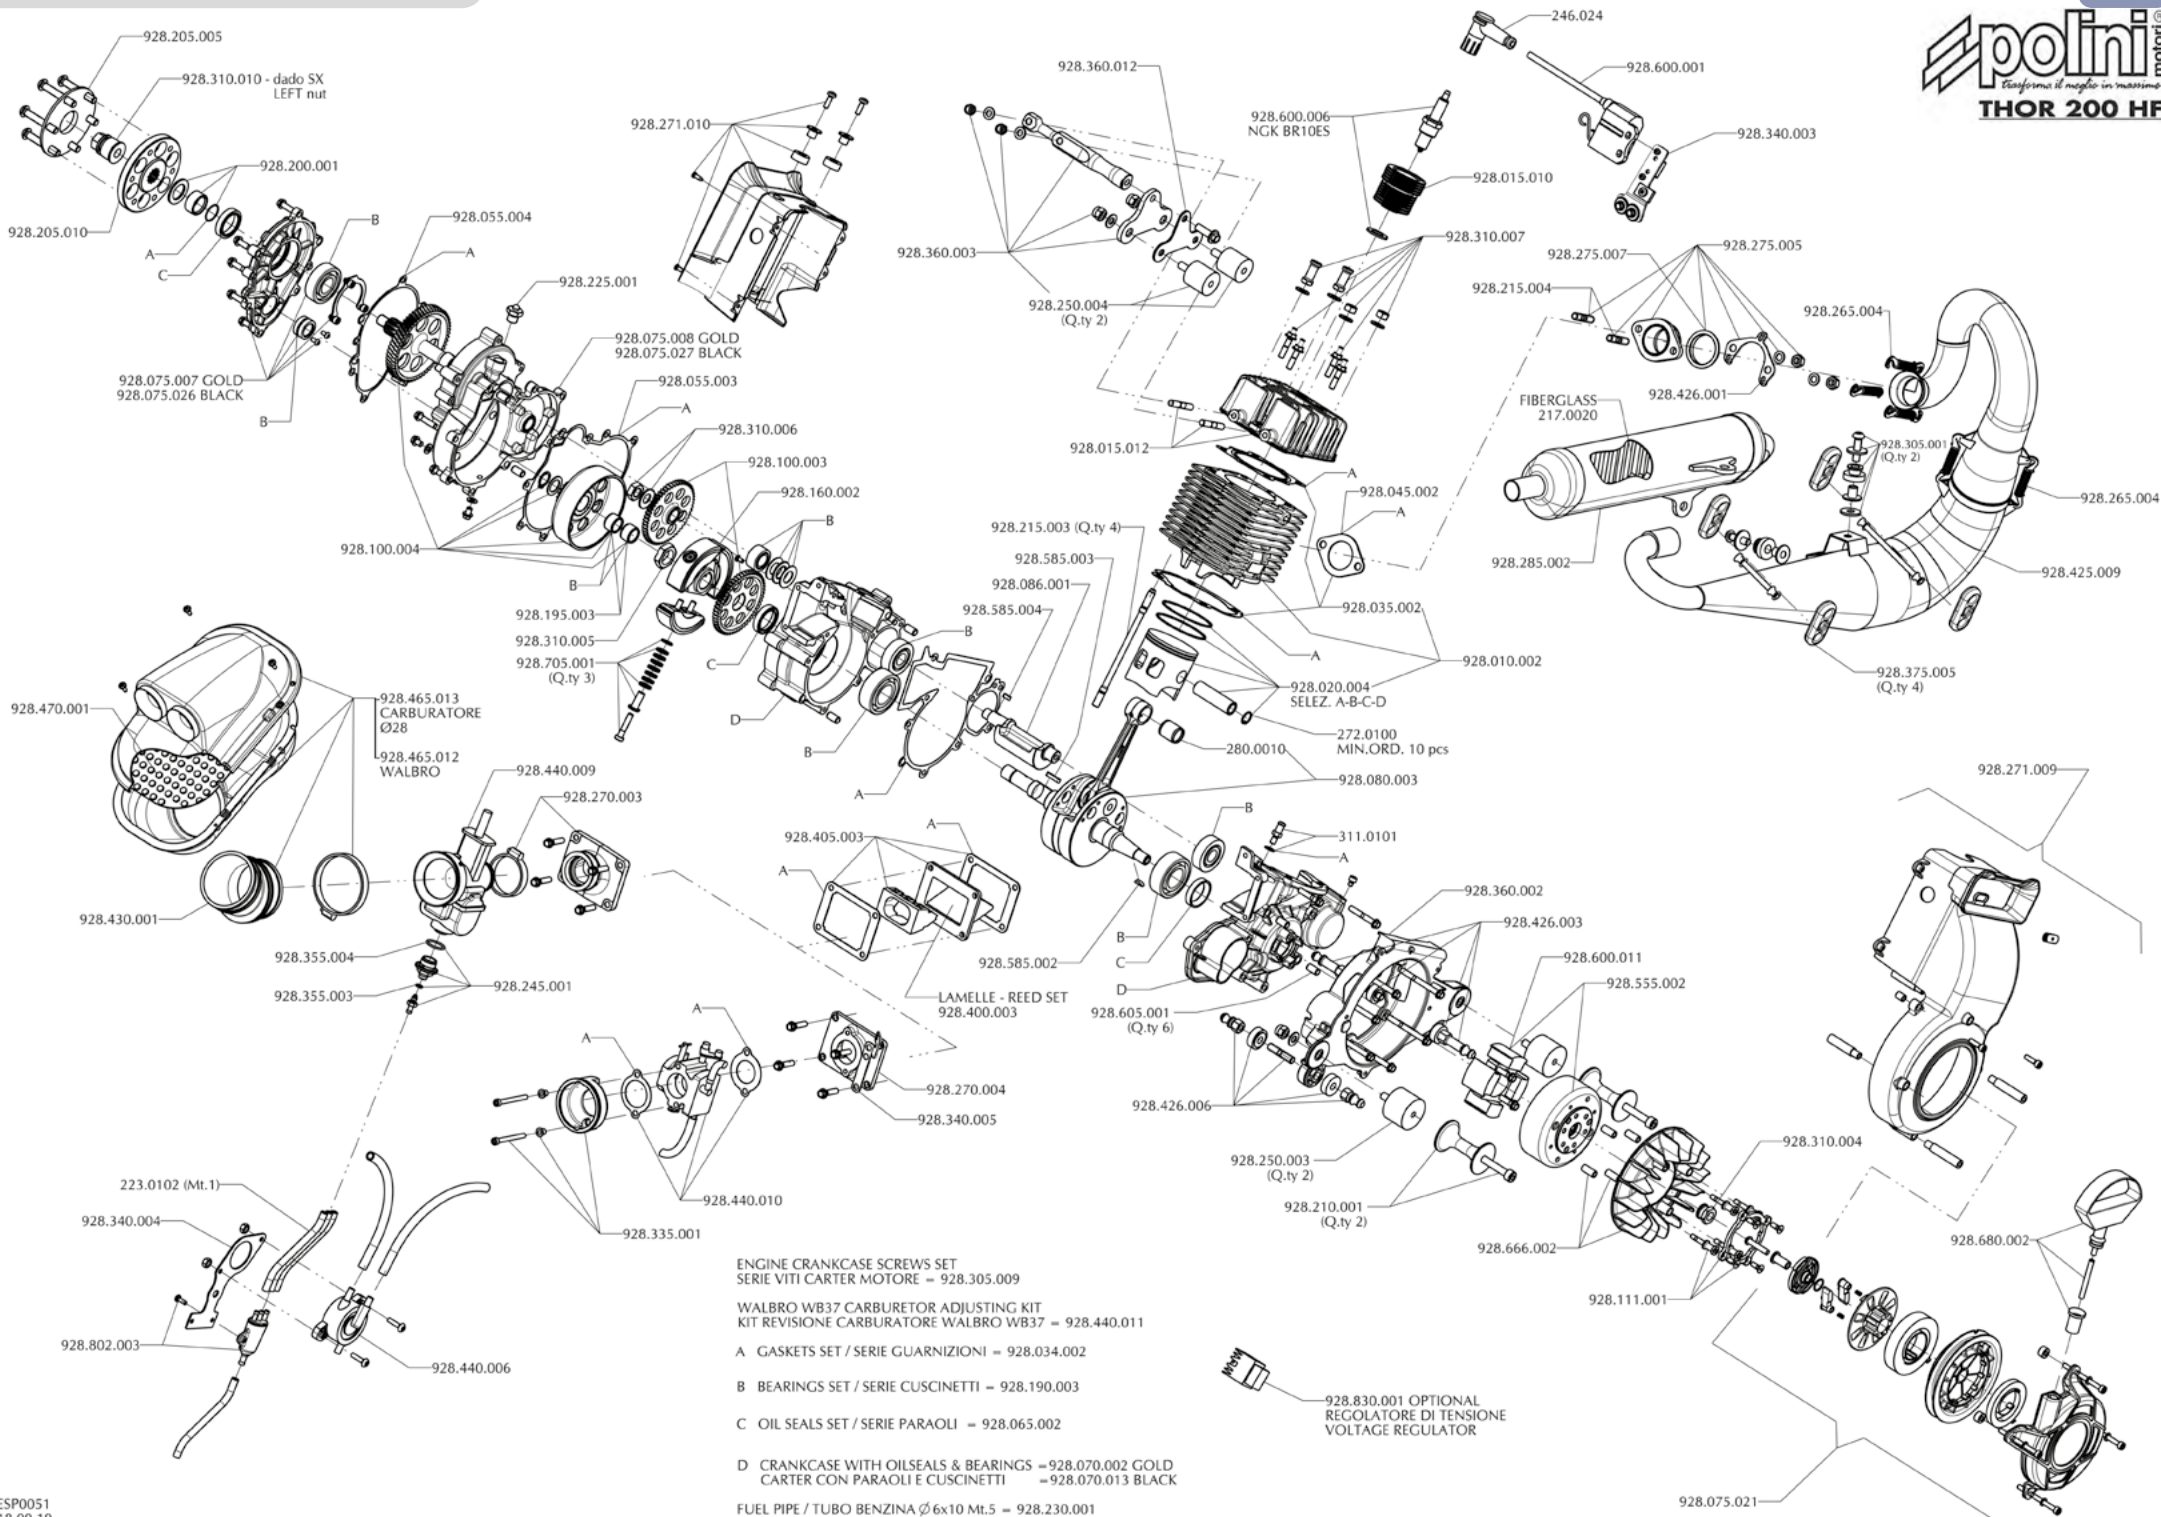 polini
motori
trasforma il meglio in massimo
THOR 200 HF
928.205.005
928.310.010 - dado SX
LEFT nut
928.200.001
928.205.010
A
C
B
928.055.004
A
928.225.001
928.075.007 GOLD
928.075.026 BLACK
B
928.075.008 GOLD
928.075.027 BLACK
928.055.003
A
928.310.006
928.100.003
928.160.002
B
928.100.004
B
928.195.003
928.310.005
928.705.001
(Q.ty 3)
C
D
B
B
A
928.271.010
928.360.012
928.360.003
928.250.004
(Q.ty 2)
246.024
928.600.001
928.600.006
NGK BR10ES
928.340.003
928.015.010
928.310.007
928.015.012
928.275.005
928.275.007
928.215.004
928.265.004
928.426.001
FIBERGLASS
217.0020
928.305.001
(Q.ty 2)
928.265.004
928.285.002
928.425.009
928.375.005
(Q.ty 4)
A
928.045.002
A
928.215.003 (Q.ty 4)
928.585.003
928.086.001
928.585.004
928.035.002
A
928.010.002
928.020.004
SELEZ. A-B-C-D
272.0100
MIN.ORD. 10 pcs
280.0010
928.080.003
928.470.001
928.465.013
CARBURATORE
Ø28
928.465.012
WALBRO
928.440.009
928.270.003
928.430.001
928.355.004
928.355.003
928.245.001
928.405.003
A
A
LAMELLE - REED SET
928.400.003
928.585.002
B
B
C
D
311.0101
A
928.360.002
928.426.003
928.600.011
928.555.002
928.605.001
(Q.ty 6)
928.426.006
928.250.003
(Q.ty 2)
928.210.001
(Q.ty 2)
928.271.009
928.310.004
928.666.002
928.111.001
928.680.002
928.075.021
A
A
928.270.004
928.340.005
928.440.010
928.335.001
223.0102 (Mt.1)
928.340.004
928.802.003
928.440.006
ENGINE CRANKCASE SCREWS SET
SERIE VITI CARTER MOTORE = 928.305.009
WALBRO WB37 CARBURETOR ADJUSTING KIT
KIT REVISIONE CARBURATORE WALBRO WB37 = 928.440.011
A GASKETS SET / SERIE GUARNIZIONI = 928.034.002
B BEARINGS SET / SERIE CUSCINETTI = 928.190.003
C OIL SEALS SET / SERIE PARAOLI = 928.065.002
D CRANKCASE WITH OILSEALS & BEARINGS =928.070.002 GOLD
CARTER CON PARAOLI E CUSCINETTI =928.070.013 BLACK
FUEL PIPE / TUBO BENZINA Ø 6x10 Mt.5 = 928.230.001
928.830.001 OPTIONAL
REGOLATORE DI TENSIONE
VOLTAGE REGULATOR
ESP0051